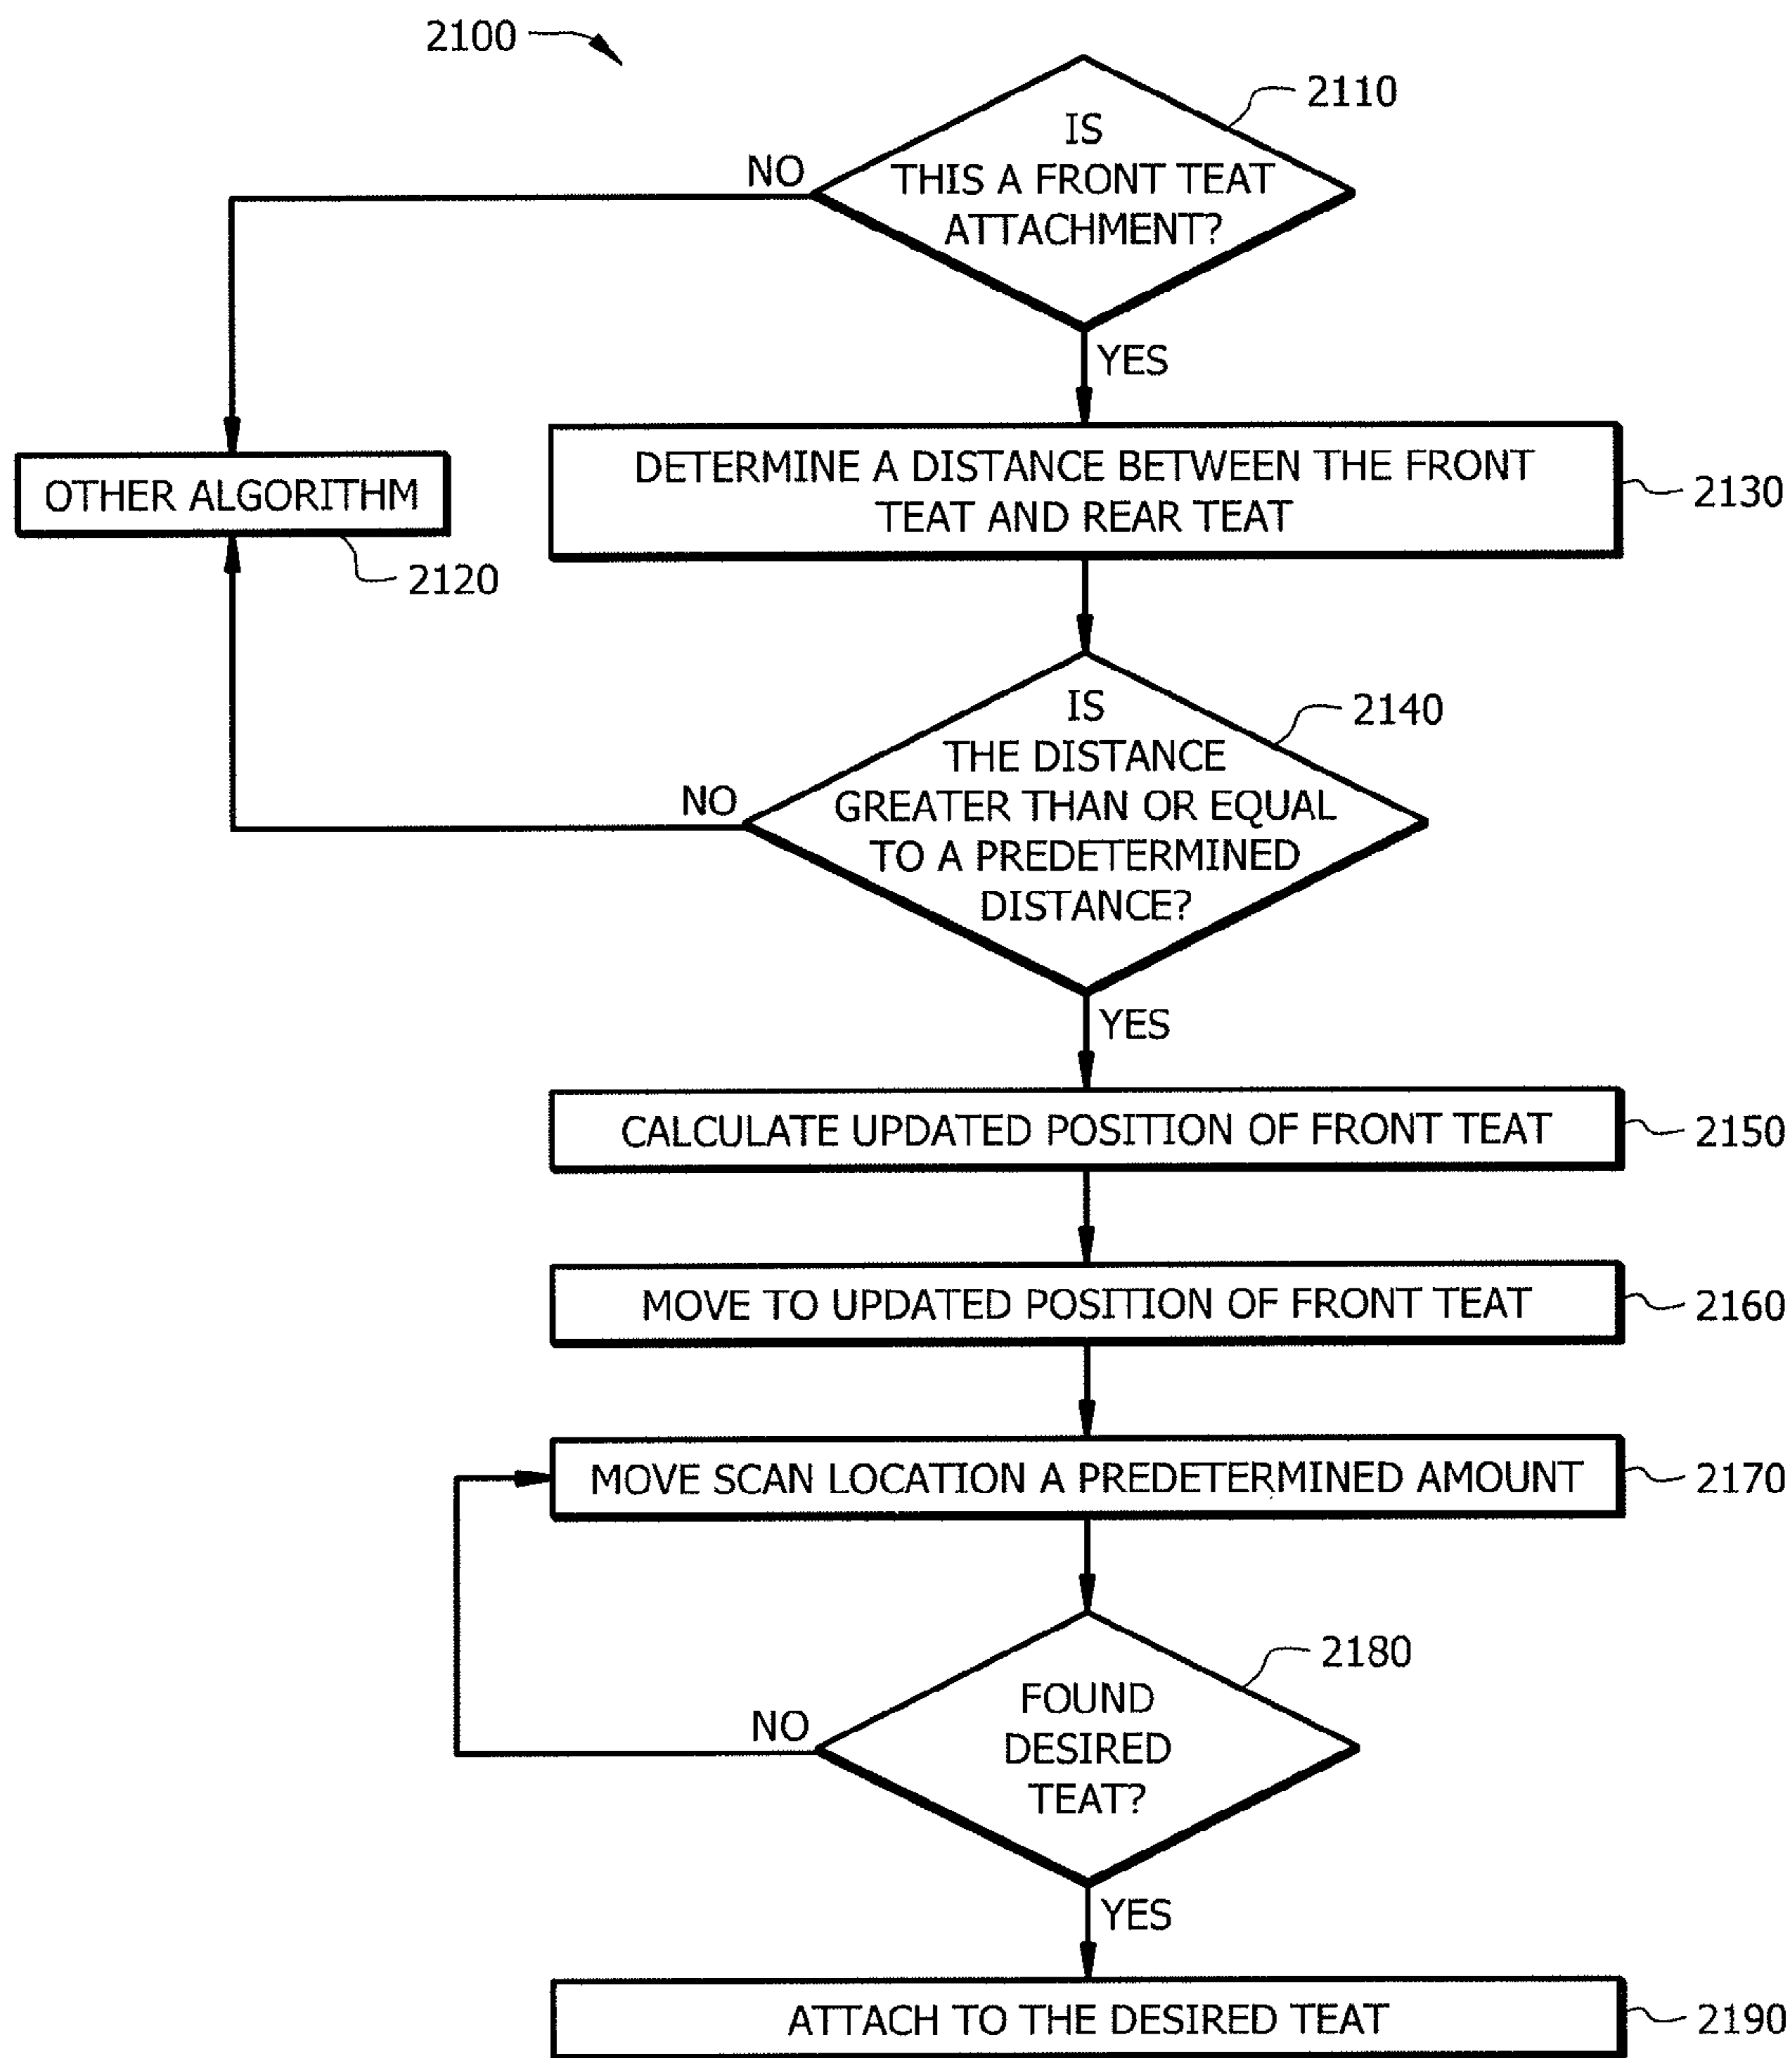 2100
2110
IS
THIS A FRONT TEAT
ATTACHMENT?
NO
YES
OTHER ALGORITHM
2120
DETERMINE A DISTANCE BETWEEN THE FRONT
TEAT AND REAR TEAT
2130
IS
THE DISTANCE
GREATER THAN OR EQUAL
TO A PREDETERMINED
DISTANCE?
2140
NO
YES
CALCULATE UPDATED POSITION OF FRONT TEAT
2150
MOVE TO UPDATED POSITION OF FRONT TEAT
2160
MOVE SCAN LOCATION A PREDETERMINED AMOUNT
2170
2180
FOUND
DESIRED
TEAT?
NO
YES
ATTACH TO THE DESIRED TEAT
2190